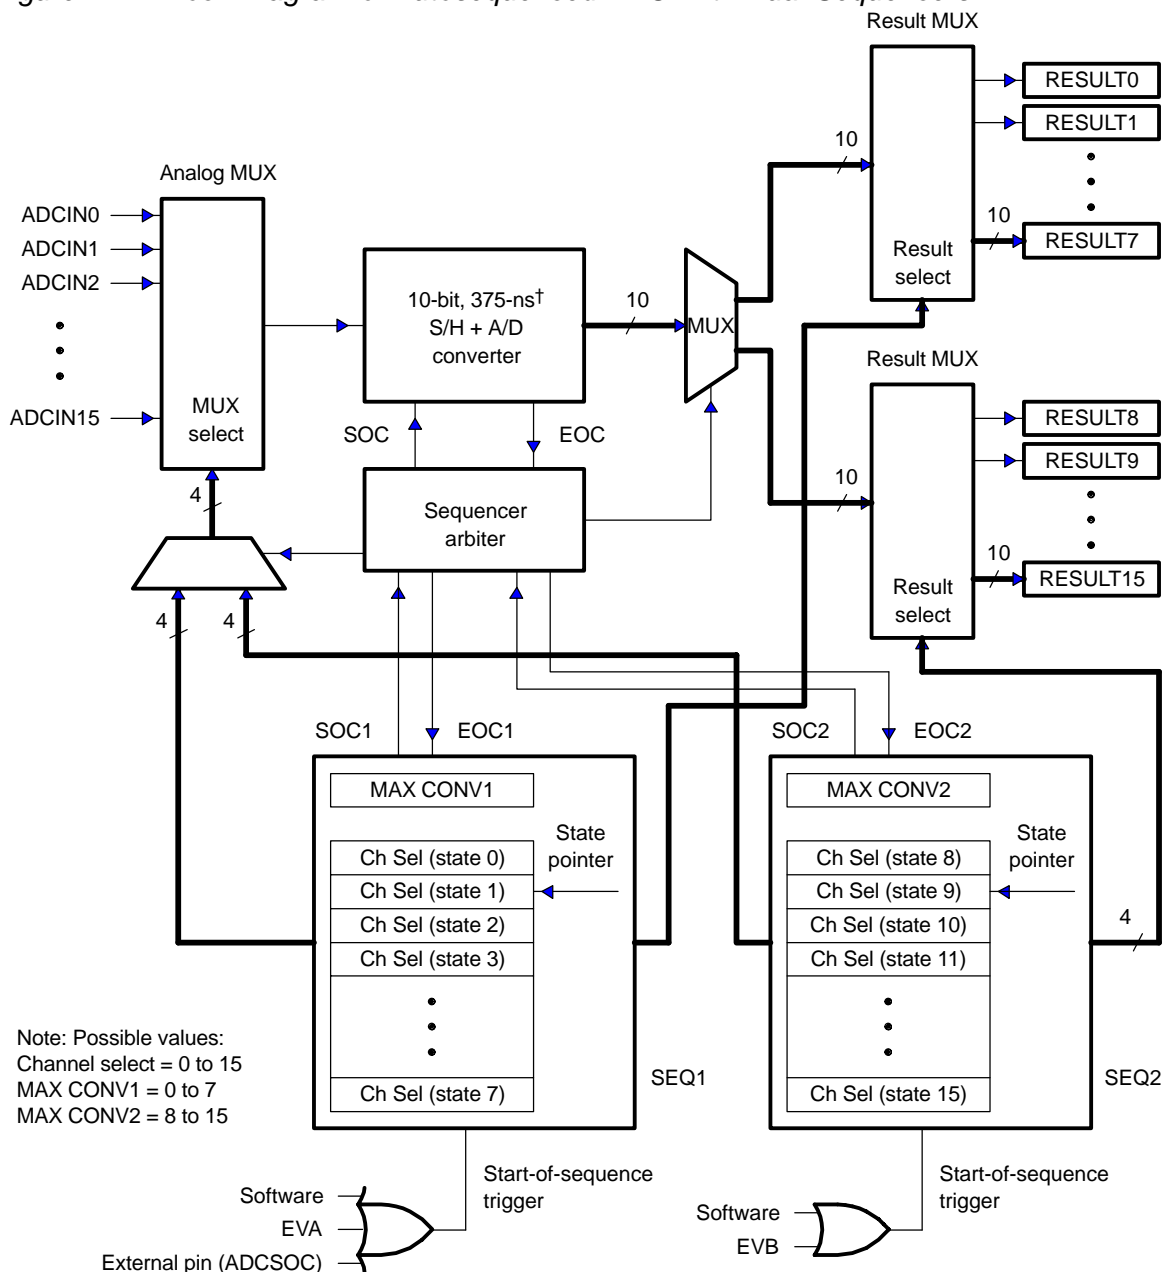 Result MUX
RESULT0
RESULT1
10
Analog MUX
ADCIN0
ADCIN1
ADCIN2
10
RESULT7
Result
select
10-bit, 375-ns†
S/H + A/D
converter
10
MUX
Result MUX
ADCIN15
MUX
select
SOC
EOC
RESULT8
RESULT9
10
4
Sequencer
arbiter
10
RESULT15
Result
select
4
4
SOC1
EOC1
SOC2
EOC2
MAX CONV1
MAX CONV2
State
pointer
Ch Sel (state 0)
Ch Sel (state 1)
Ch Sel (state 2)
Ch Sel (state 3)
State
pointer
Ch Sel (state 8)
Ch Sel (state 9)
Ch Sel (state 10)
Ch Sel (state 11)
4
Note: Possible values:
Channel select = 0 to 15
MAX CONV1 = 0 to 7
MAX CONV2 = 8 to 15
Ch Sel (state 7)
SEQ1
Ch Sel (state 15)
SEQ2
Start-of-sequence
trigger
Software
EVA
External pin (ADCSOC)
Start-of-sequence
trigger
Software
EVB